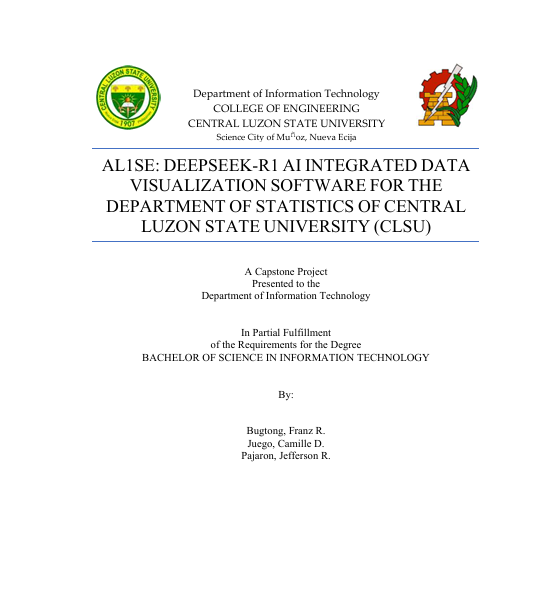 CENTRAL LUZON STATE UNIVERSITY
1907
Department of Information Technology
COLLEGE OF ENGINEERING
CENTRAL LUZON STATE UNIVERSITY
Science City of Muñoz, Nueva Ecija
AL1SE: DEEPSEEK-R1 AI INTEGRATED DATA
VISUALIZATION SOFTWARE FOR THE
DEPARTMENT OF STATISTICS OF CENTRAL
LUZON STATE UNIVERSITY (CLSU)
A Capstone Project
Presented to the
Department of Information Technology
In Partial Fulfillment
of the Requirements for the Degree
BACHELOR OF SCIENCE IN INFORMATION TECHNOLOGY
By:
Bugtong, Franz R.
Juego, Camille D.
Pajaron, Jefferson R.